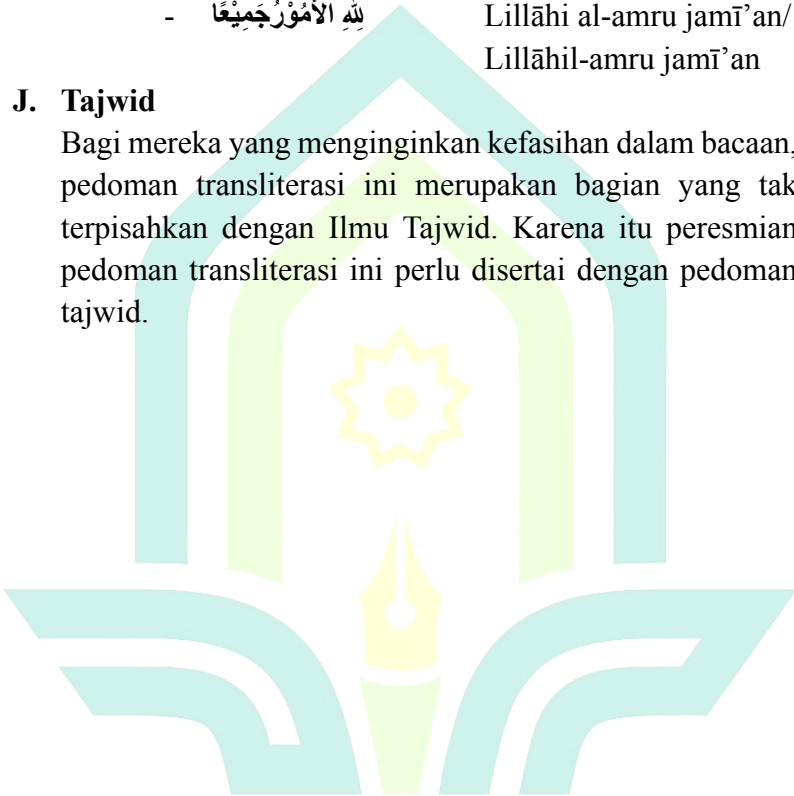 - لِلّٰهِ الأُمُوْرُجَمِيْعًا Lillāhi al-amru jamī’an/
Lillāhil-amru jamī’an
J. Tajwid
Bagi mereka yang menginginkan kefasihan dalam bacaan,
pedoman transliterasi ini merupakan bagian yang tak
terpisahkan dengan Ilmu Tajwid. Karena itu peresmian
pedoman transliterasi ini perlu disertai dengan pedoman
tajwid.